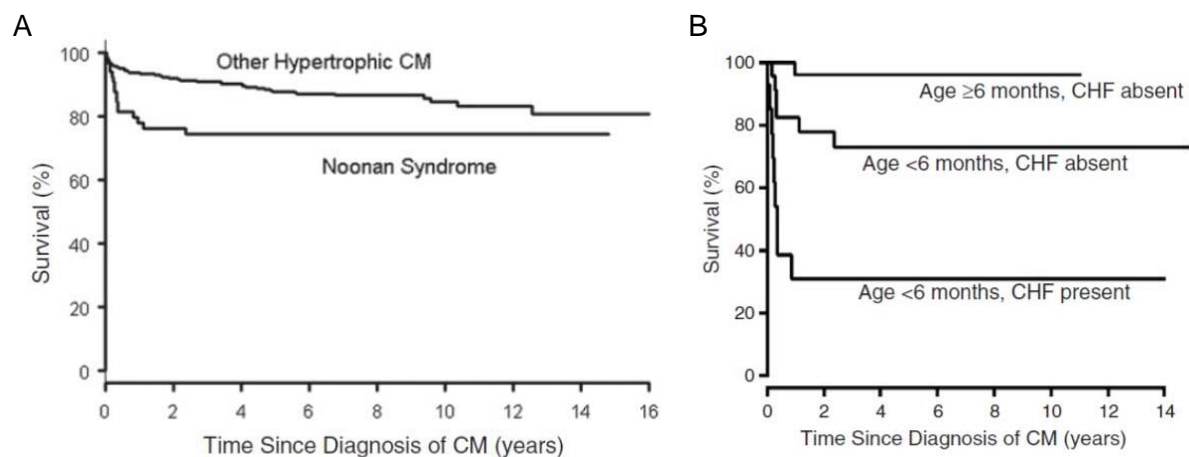 A
100
80
60
40
20
0
Survival (%)
Other Hypertrophic CM
Noonan Syndrome
0 2 4 6 8 10 12 14 16
Time Since Diagnosis of CM (years)
B
100
80
60
40
20
0
Survival (%)
Age ≥6 months, CHF absent
Age <6 months, CHF absent
Age <6 months, CHF present
0 2 4 6 8 10 12 14
Time Since Diagnosis of CM (years)